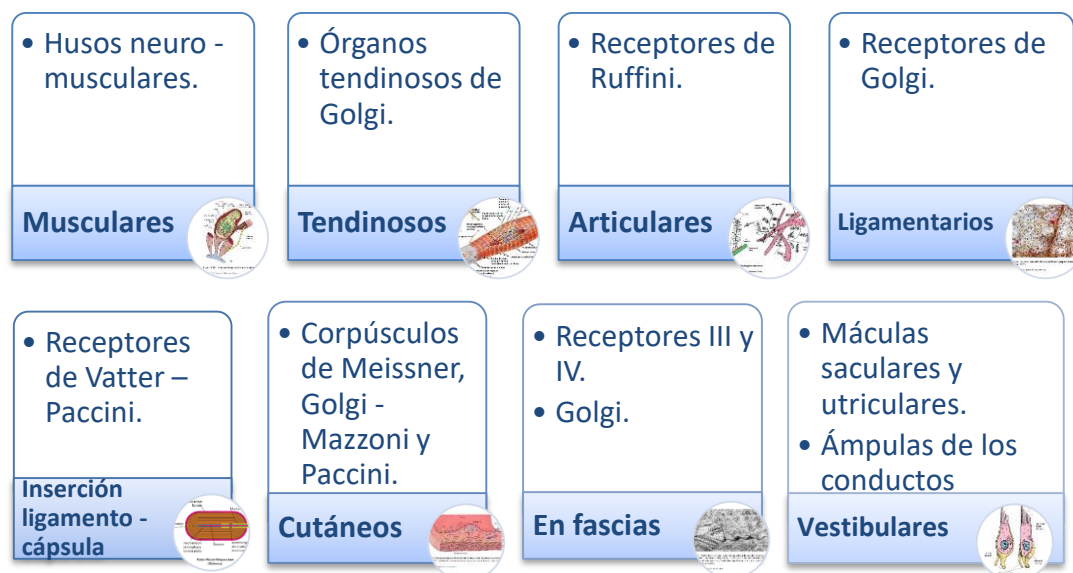 • Husos neuro -
musculares.
Musculares
• Órganos
tendinosos de
Golgi.
Tendinosos
• Receptores de
Ruffini.
Articulares
• Receptores de
Golgi.
Ligamentarios
• Receptores
de Vatter –
Paccini.
Inserción
ligamento -
cápsula
• Corpúsculos
de Meissner,
Golgi -
Mazzoni y
Paccini.
Cutáneos
• Receptores III y
IV.
• Golgi.
En fascias
• Máculas
saculares y
utriculares.
• Ámpulas de los
conductos
Vestibulares